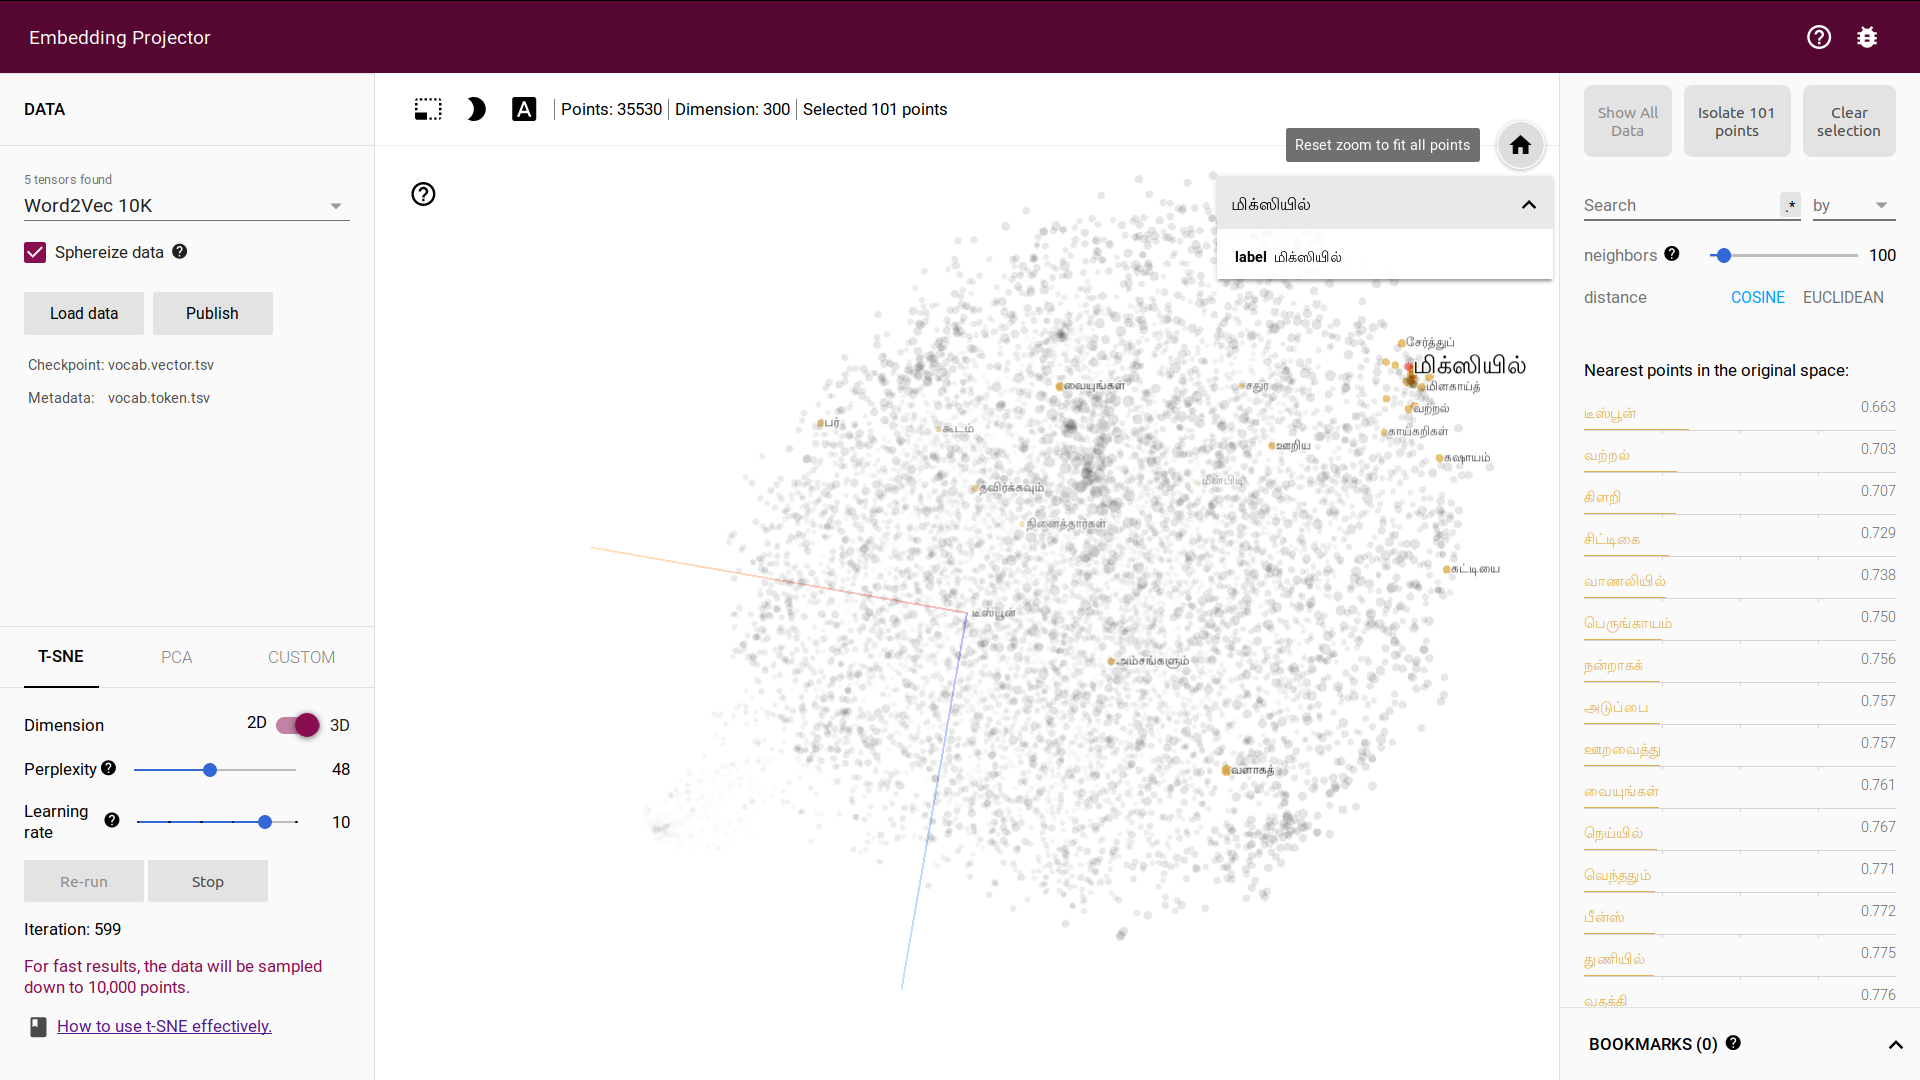 Embedding Projector
DATA
5 tensors found
Word2Vec 10K
Sphereize data
Load data
Publish
Checkpoint: vocab.vector.tsv
Metadata: vocab.token.tsv
T-SNE
PCA
CUSTOM
Dimension
2D
3D
Perplexity
48
Learning rate
10
Re-run
Stop
Iteration: 599
For fast results, the data will be sampled
down to 10,000 points.
How to use t-SNE effectively.
A
Points: 35530
Dimension: 300
Selected 101 points
Reset zoom to fit all points
மிக்ஸியில்
label மிக்ஸியில்
சேர்த்துப்
மிக்ஸியில்
வையுங்கள்
சதுர
மிளகாய்த்
வற்றல்
பர்
கூடம்
காய்கறிகள்
ஊறிய
கஷாயம்
மீன்பிடி
தவிர்க்கவும்
நினைத்தார்கள்
கட்டியை
டீஸ்பூன்
அம்சங்களும்
வளாகத்
Show All Data
Isolate 101 points
Clear selection
Search
.*
by
neighbors
100
distance
COSINE
EUCLIDEAN
Nearest points in the original space:
டீஸ்பூன் 0.663
வற்றல் 0.703
கிளறி 0.707
சிட்டிகை 0.729
வாணலியில் 0.738
பெருங்காயம் 0.750
நன்றாகக் 0.756
அடுப்பை 0.757
ஊறவைத்து 0.757
வையுங்கள் 0.761
நெய்யில் 0.767
வெந்ததும் 0.771
பீன்ஸ் 0.772
துணியில் 0.775
வதக்கி 0.776
BOOKMARKS (0)